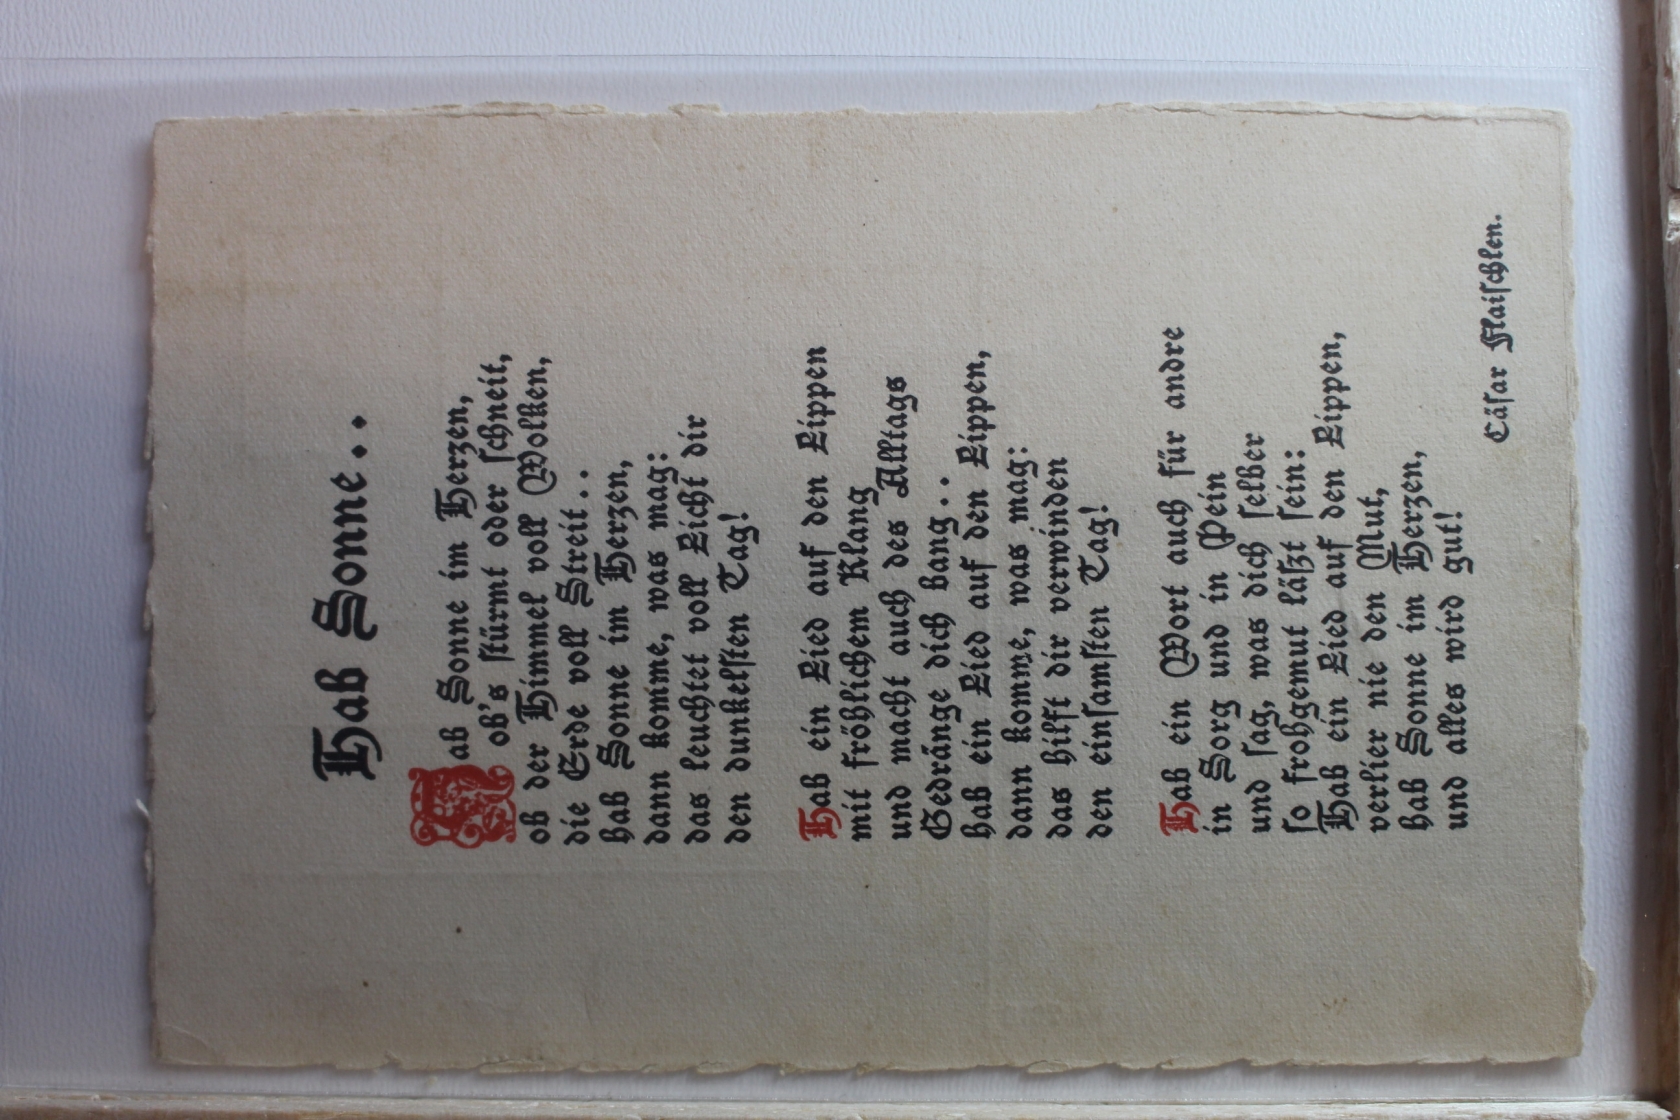 Hab Sonne..
Hab Sonne im Herzen,
ob's stürmt oder schneit,
ob der Himmel voll Wolken,
die Erde voll Streit..
hab Sonne im Herzen,
dann komme, was mag:
das leuchtet voll Licht dir
den dunkelsten Tag!
Hab ein Lied auf den Lippen
mit fröhlichem Klang
und macht auch des Alltags
Gedränge dich bang..
hab ein Lied auf den Lippen,
dann komme, was mag:
das hilft dir verwinden
den einsamsten Tag!
Hab ein Wort auch für andre
in Sorg und in Pein
und sag, was dich selber
so frohgemut läßt sein:
Hab ein Lied auf den Lippen,
verlier nie den Mut,
hab Sonne im Herzen,
und alles wird gut!
Cäsar Flaischlen.